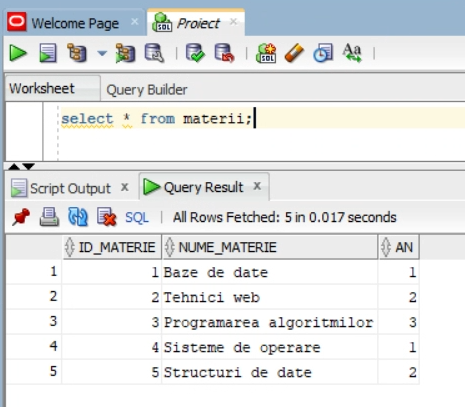 Welcome Page × Proiect ×
SQL
Worksheet Query Builder
select * from materii;
Script Output × Query Result ×
SQL | All Rows Fetched: 5 in 0.017 seconds
ID_MATERIE NUME_MATERIE AN
1 1 Baze de date 1
2 2 Tehnici web 2
3 3 Programarea algoritmilor 3
4 4 Sisteme de operare 1
5 5 Structuri de date 2